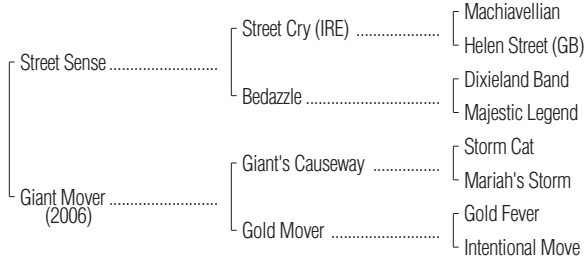 Machiavellian
Street Cry (IRE) ....................
Helen Street (GB)
Street Sense ..........................
Dixieland Band
Bedazzle ................................
Majestic Legend
Storm Cat
Giant's Causeway ................
Mariah's Storm
Giant Mover ..........................
(2006)
Gold Fever
Gold Mover ..........................
Intentional Move